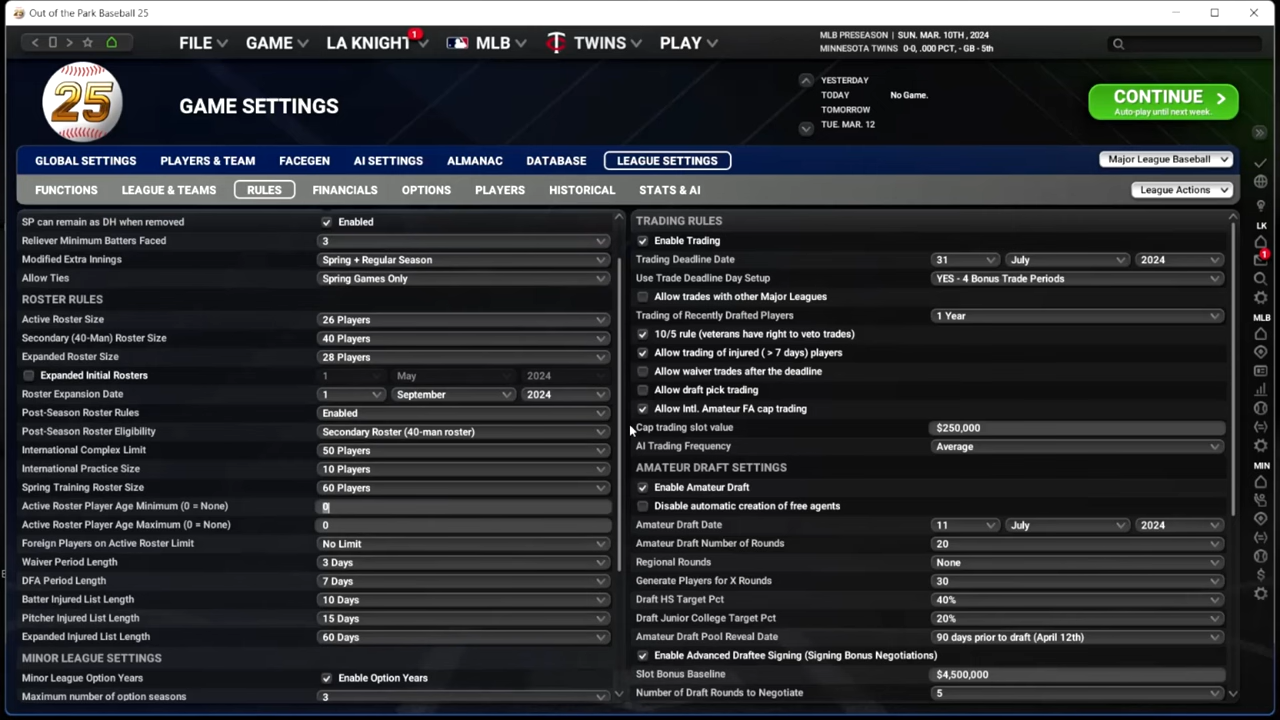 Out of the Park Baseball 25
FILE
GAME
LA KNIGHT
1
MLB
TWINS
PLAY
MLB PRESEASON | SUN. MAR. 10TH, 2024
MINNESOTA TWINS 0-0, .000 PCT, - GB - 5th
25
GAME SETTINGS
YESTERDAY
TODAY No Game.
TOMORROW
TUE. MAR. 12
CONTINUE
Auto-play until next week.
GLOBAL SETTINGS
PLAYERS & TEAM
FACEGEN
AI SETTINGS
ALMANAC
DATABASE
LEAGUE SETTINGS
Major League Baseball
FUNCTIONS
LEAGUE & TEAMS
RULES
FINANCIALS
OPTIONS
PLAYERS
HISTORICAL
STATS & AI
League Actions
SP can remain as DH when removed Enabled
Reliever Minimum Batters Faced 3
Modified Extra Innings Spring + Regular Season
Allow Ties Spring Games Only
ROSTER RULES
Active Roster Size 26 Players
Secondary (40-Man) Roster Size 40 Players
Expanded Roster Size 28 Players
Expanded Initial Rosters 1 May 2024
Roster Expansion Date 1 September 2024
Post-Season Roster Rules Enabled
Post-Season Roster Eligibility Secondary Roster (40-man roster)
International Complex Limit 50 Players
International Practice Size 10 Players
Spring Training Roster Size 60 Players
Active Roster Player Age Minimum (0 = None) 0
Active Roster Player Age Maximum (0 = None) 0
Foreign Players on Active Roster Limit No Limit
Waiver Period Length 3 Days
DFA Period Length 7 Days
Batter Injured List Length 10 Days
Pitcher Injured List Length 15 Days
Expanded Injured List Length 60 Days
MINOR LEAGUE SETTINGS
Minor League Option Years Enable Option Years
Maximum number of option seasons 3
TRADING RULES
Enable Trading
Trading Deadline Date 31 July 2024
Use Trade Deadline Day Setup YES - 4 Bonus Trade Periods
Allow trades with other Major Leagues
Trading of Recently Drafted Players 1 Year
10/5 rule (veterans have right to veto trades)
Allow trading of injured ( > 7 days) players
Allow waiver trades after the deadline
Allow draft pick trading
Allow Intl. Amateur FA cap trading
Cap trading slot value $250,000
AI Trading Frequency Average
AMATEUR DRAFT SETTINGS
Enable Amateur Draft
Disable automatic creation of free agents
Amateur Draft Date 11 July 2024
Amateur Draft Number of Rounds 20
Regional Rounds None
Generate Players for X Rounds 30
Draft HS Target Pct 40%
Draft Junior College Target Pct 20%
Amateur Draft Pool Reveal Date 90 days prior to draft (April 12th)
Enable Advanced Draftee Signing (Signing Bonus Negotiations)
Slot Bonus Baseline $4,500,000
Number of Draft Rounds to Negotiate 5
LK
1
MLB
MIN